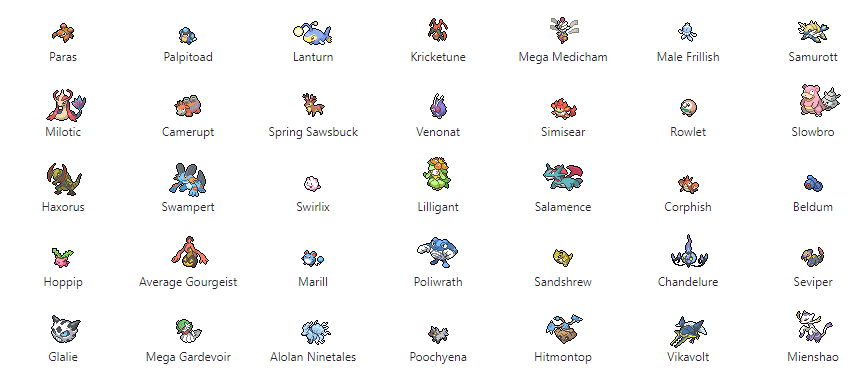 Paras Palpitoad Lanturn Kricketune Mega Medicham Male Frillish Samurott
Milotic Camerupt Spring Sawsbuck Venonat Simisear Rowlet Slowbro
Haxorus Swampert Swirlix Lilligant Salamence Corphish Beldum
Hoppip Average Gourgeist Marill Poliwrath Sandshrew Chandelure Seviper
Glalie Mega Gardevoir Alolan Ninetales Poochyena Hitmontop Vikavolt Mienshao